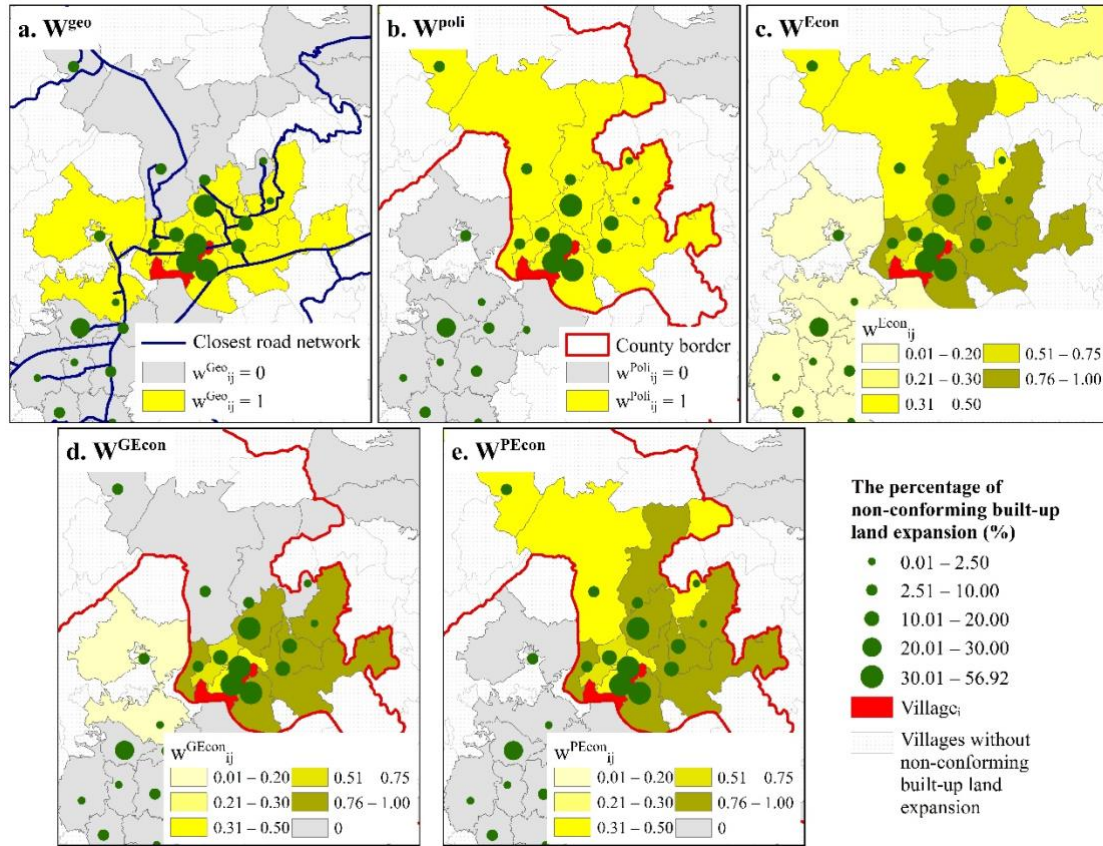 a. W^geo
Closest road network
w^Geo_ij = 0
w^Geo_ij = 1
b. W^poli
County border
w^Poli_ij = 0
w^Poli_ij = 1
c. W^Econ
w^Econ_ij
0.01 – 0.20
0.21 – 0.30
0.31 – 0.50
0.51 – 0.75
0.76 – 1.00
d. W^GEcon
w^GEcon_ij
0.01 – 0.20
0.21 – 0.30
0.31 – 0.50
0.51 – 0.75
0.76 – 1.00
0
e. W^PEcon
w^PEcon_ij
0.01 – 0.20
0.21 – 0.30
0.31 – 0.50
0.51 – 0.75
0.76 – 1.00
0
The percentage of
non-conforming built-up
land expansion (%)
0.01 – 2.50
2.51 – 10.00
10.01 – 20.00
20.01 – 30.00
30.01 – 56.92
Village_i
Villages without
non-conforming
built-up land
expansion